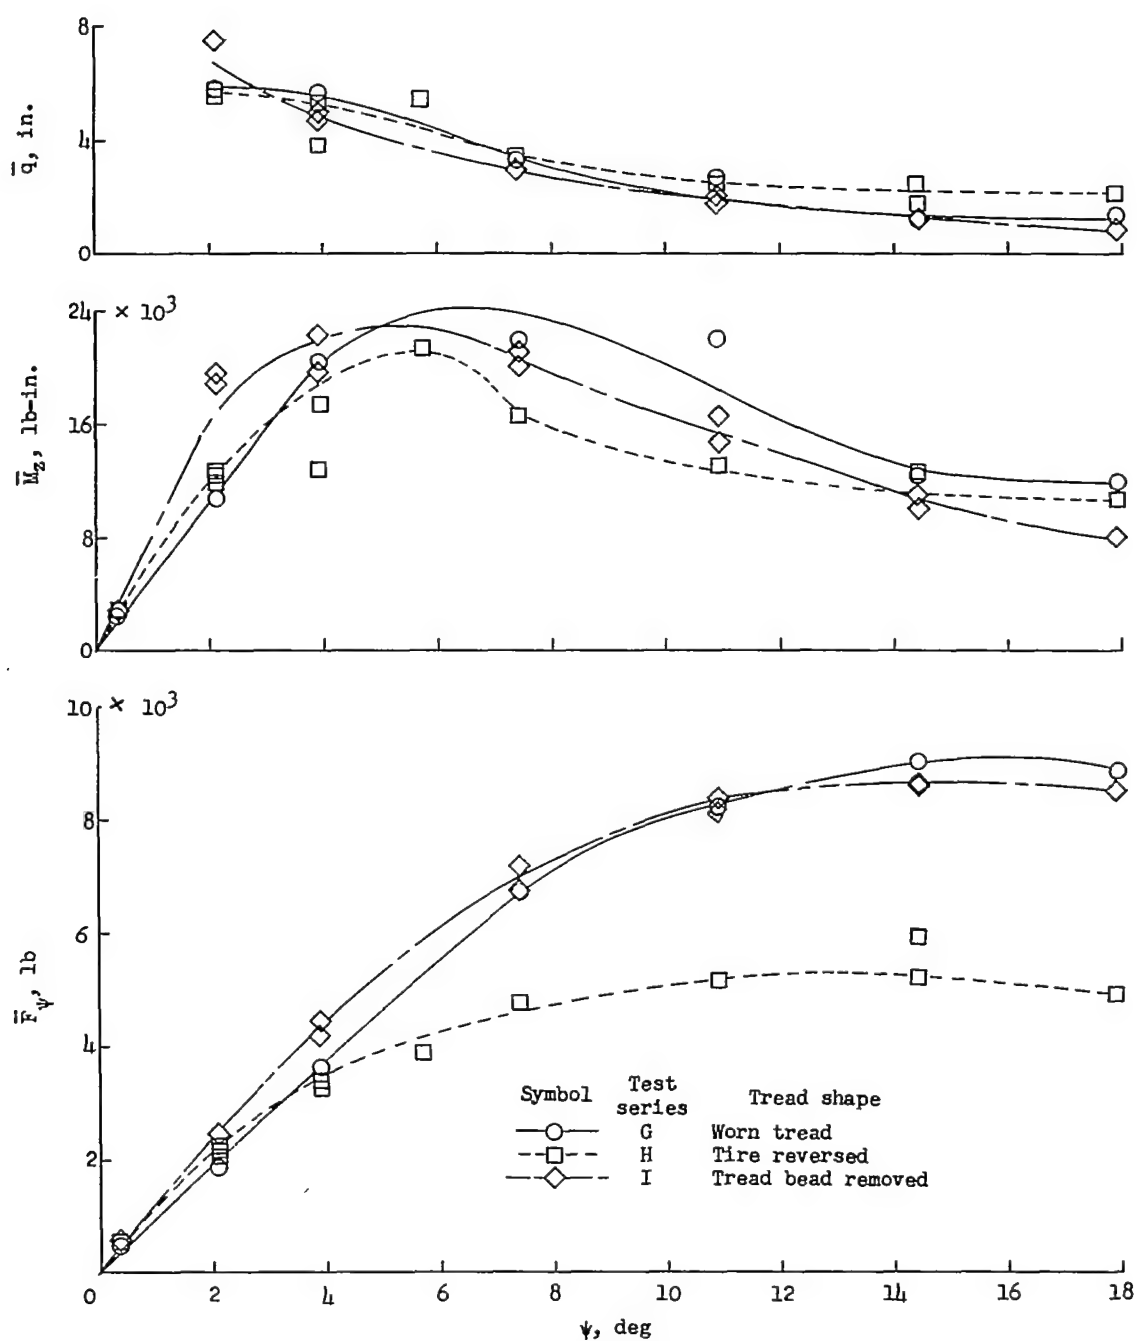 8
4
0
q̅, in.
24 × 10³
16
8
0
M̅z, lb-in.
10 × 10³
8
6
4
2
F̅ψ, lb
Symbol Test series Tread shape
G Worn tread
H Tire reversed
I Tread bead removed
0 2 4 6 8 10 12 14 16 18
ψ, deg